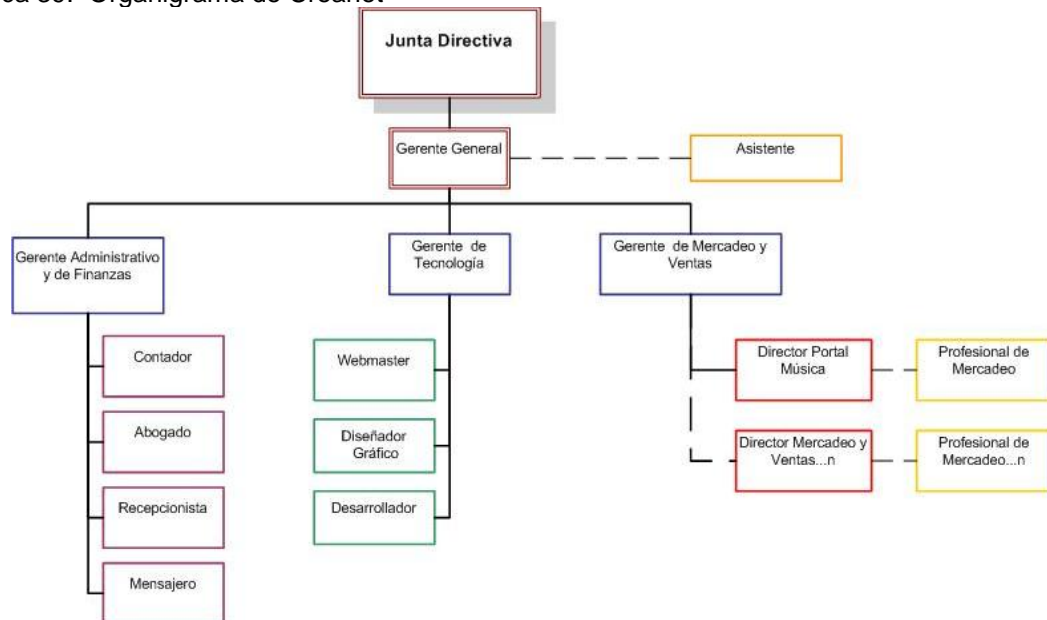 Junta Directiva
Gerente General
Asistente
Gerente Administrativo
y de Finanzas
Gerente de
Tecnología
Gerente de Mercadeo y
Ventas
Contador
Abogado
Recepcionista
Mensajero
Webmaster
Diseñador
Gráfico
Desarrollador
Director Portal
Música
Profesional de
Mercadeo
Director Mercadeo y
Ventas...n
Profesional de
Mercadeo...n